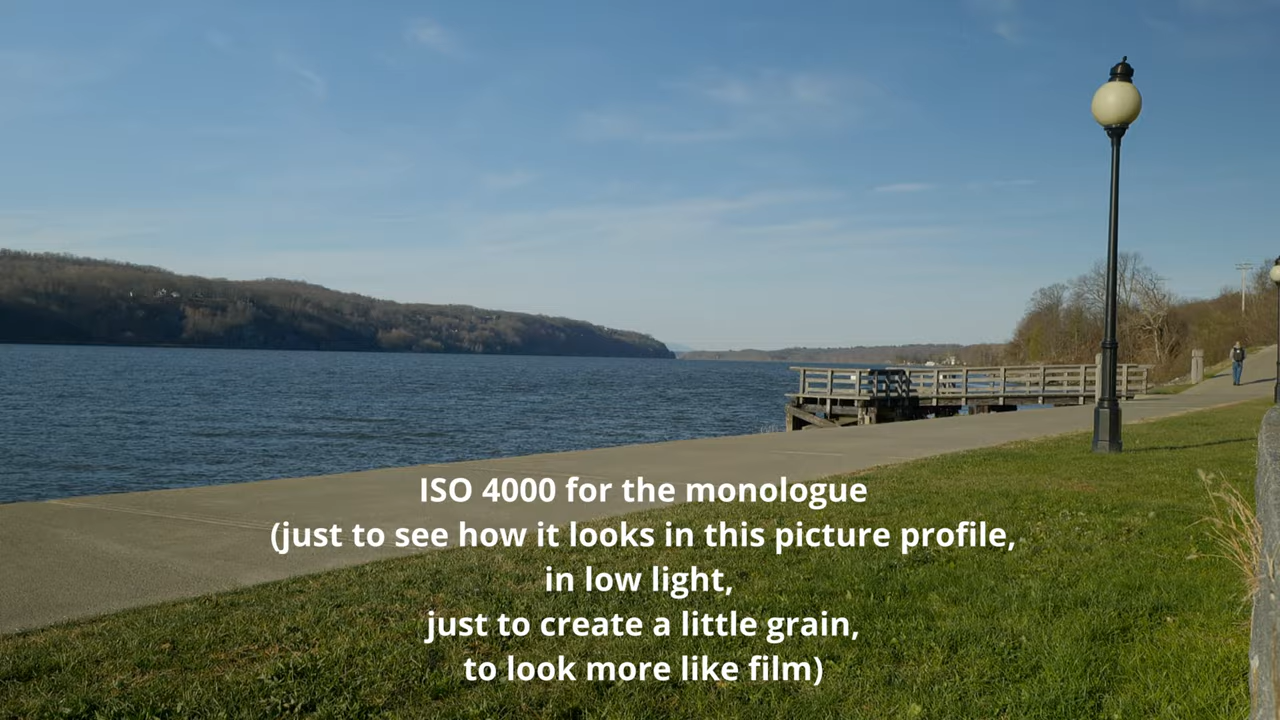 ISO 4000 for the monologue
(just to see how it looks in this picture profile,
in low light,
just to create a little grain,
to look more like film)